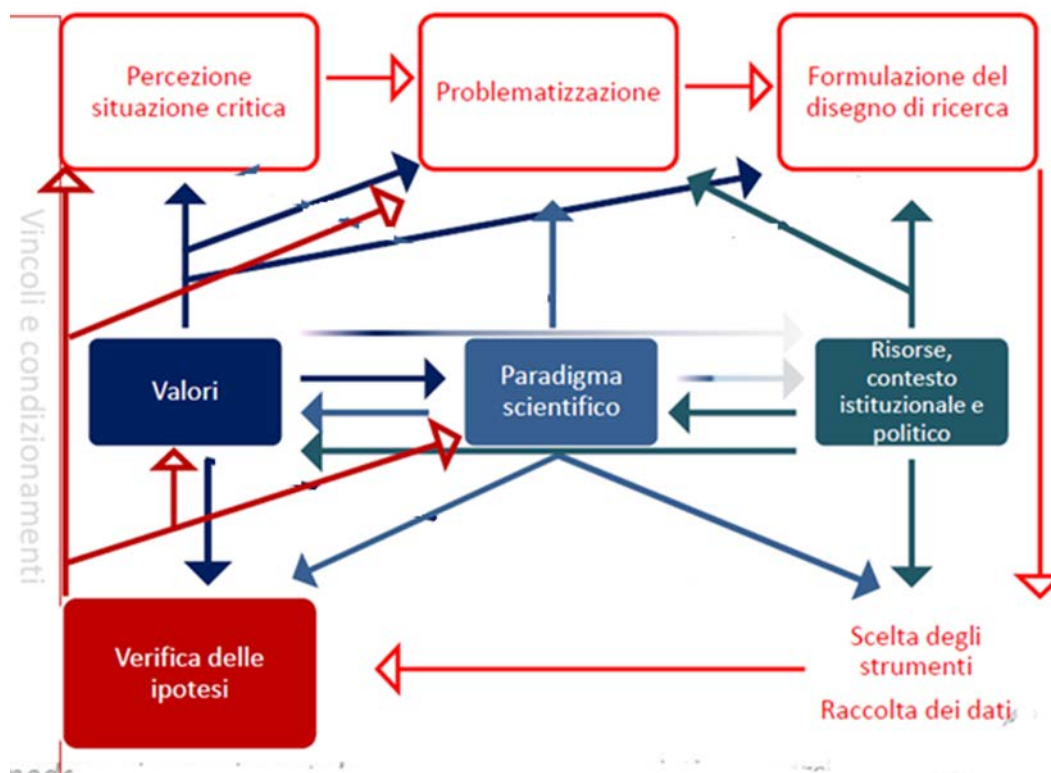 Percezione
situazione critica
Problematizzazione
Formulazione del
disegno di ricerca
Vincoli e condizionamenti
Valori
Paradigma
scientifico
Risorse,
contesto
istituzionale e
politico
Verifica delle
ipotesi
Scelta degli
strumenti
Raccolta dei dati